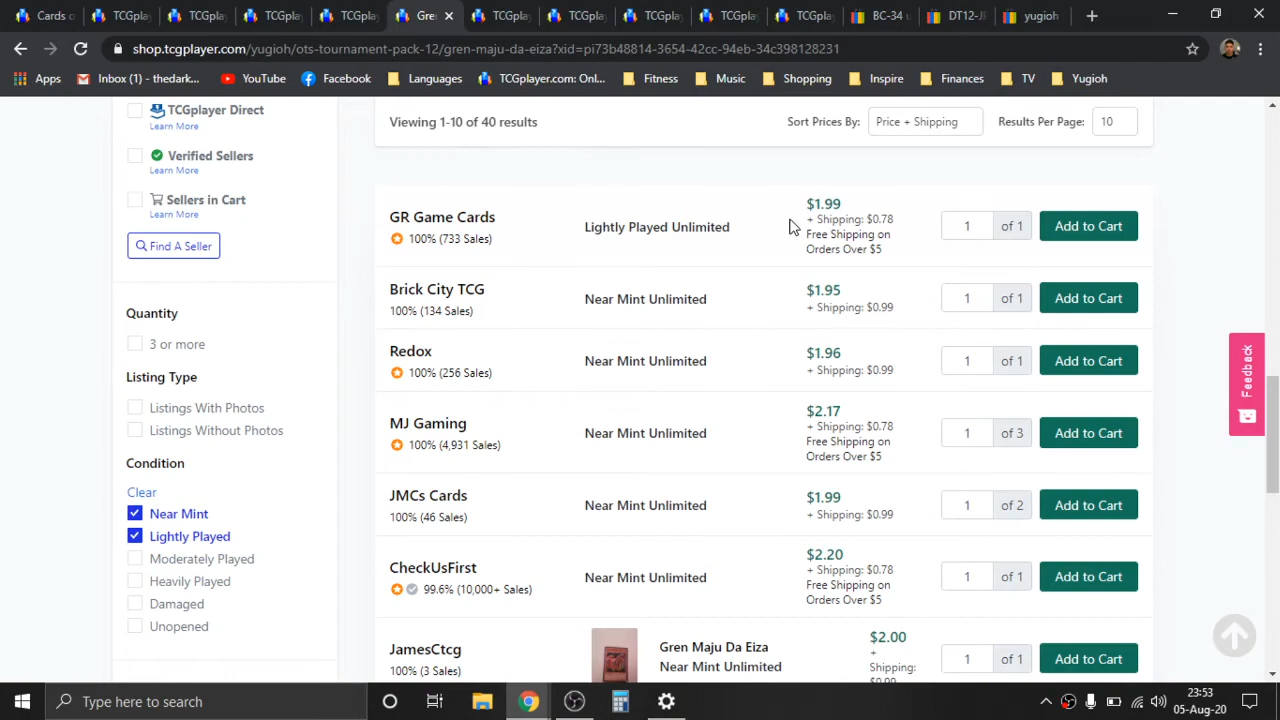 Cards o
TCGpla
TCGpla
TCGpla
TCGpla
Gren
TCGpla
TCGpla
TCGpla
TCGpla
TCGpla
BC-34 u
DT12-JP
yugioh
shop.tcgplayer.com/yugioh/ots-tournament-pack-12/gren-maju-da-eiza?xid=pi73b48814-3654-42cc-94eb-34c398128231
Apps
Inbox (1) - thedark...
YouTube
Facebook
Languages
TCGplayer.com: Onl...
Fitness
Music
Shopping
Inspire
Finances
TV
Yugioh
TCGplayer Direct
Learn More
Verified Sellers
Learn More
Sellers in Cart
Learn More
Find A Seller
Quantity
3 or more
Listing Type
Listings With Photos
Listings Without Photos
Condition
Clear
Near Mint
Lightly Played
Moderately Played
Heavily Played
Damaged
Unopened
Viewing 1-10 of 40 results
Sort Prices By:
Price + Shipping
Results Per Page:
10
GR Game Cards
100% (733 Sales)
Lightly Played Unlimited
$1.99
+ Shipping: $0.78
Free Shipping on
Orders Over $5
1 of 1
Add to Cart
Brick City TCG
100% (134 Sales)
Near Mint Unlimited
$1.95
+ Shipping: $0.99
1 of 1
Add to Cart
Redox
100% (256 Sales)
Near Mint Unlimited
$1.96
+ Shipping: $0.99
1 of 1
Add to Cart
MJ Gaming
100% (4,931 Sales)
Near Mint Unlimited
$2.17
+ Shipping: $0.78
Free Shipping on
Orders Over $5
1 of 3
Add to Cart
JMCs Cards
100% (46 Sales)
Near Mint Unlimited
$1.99
+ Shipping: $0.99
1 of 2
Add to Cart
CheckUsFirst
99.6% (10,000+ Sales)
Near Mint Unlimited
$2.20
+ Shipping: $0.78
Free Shipping on
Orders Over $5
1 of 1
Add to Cart
JamesCtcg
100% (3 Sales)
Gren Maju Da Eiza
Near Mint Unlimited
$2.00
+
Shipping:
$0.99
1 of 1
Add to Cart
Feedback
Type here to search
23:53
05-Aug-20